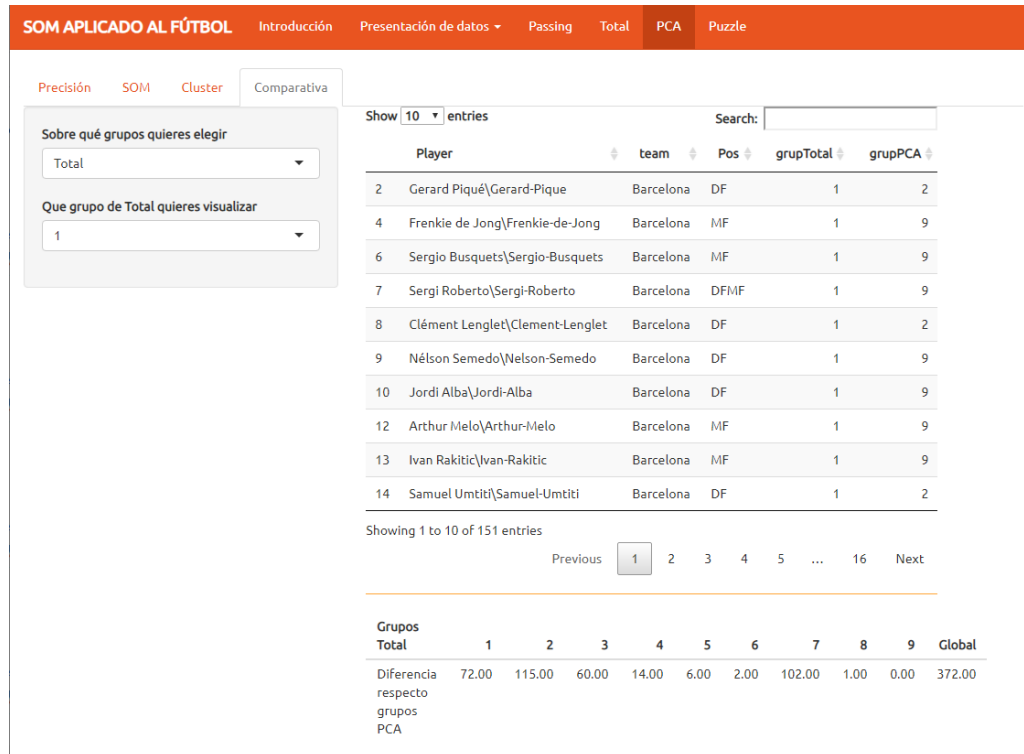 SOM APLICADO AL FÚTBOL Introducción Presentación de datos Passing Total PCA Puzzle
Precisión SOM Cluster Comparativa
Sobre qué grupos quieres elegir
Total
Que grupo de Total quieres visualizar
1
Show 10 entries Search:
Player team Pos grupTotal grupPCA
2 Gerard Piqué\Gerard-Pique Barcelona DF 1 2
4 Frenkie de Jong\Frenkie-de-Jong Barcelona MF 1 9
6 Sergio Busquets\Sergio-Busquets Barcelona MF 1 9
7 Sergi Roberto\Sergi-Roberto Barcelona DFMF 1 9
8 Clément Lenglet\Clement-Lenglet Barcelona DF 1 2
9 Nélson Semedo\Nelson-Semedo Barcelona DF 1 9
10 Jordi Alba\Jordi-Alba Barcelona DF 1 9
12 Arthur Melo\Arthur-Melo Barcelona MF 1 9
13 Ivan Rakitic\Ivan-Rakitic Barcelona MF 1 9
14 Samuel Umtiti\Samuel-Umtiti Barcelona DF 1 2
Showing 1 to 10 of 151 entries
Previous 1 2 3 4 5 ... 16 Next
Grupos
Total 1 2 3 4 5 6 7 8 9 Global
Diferencia 72.00 115.00 60.00 14.00 6.00 2.00 102.00 1.00 0.00 372.00
respecto
grupos
PCA